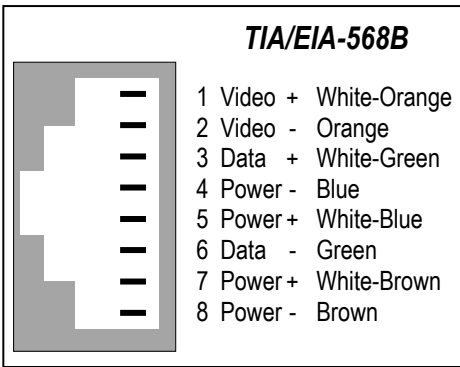 TIA/EIA-568B
1 Video + White-Orange
2 Video - Orange
3 Data + White-Green
4 Power - Blue
5 Power + White-Blue
6 Data - Green
7 Power + White-Brown
8 Power - Brown